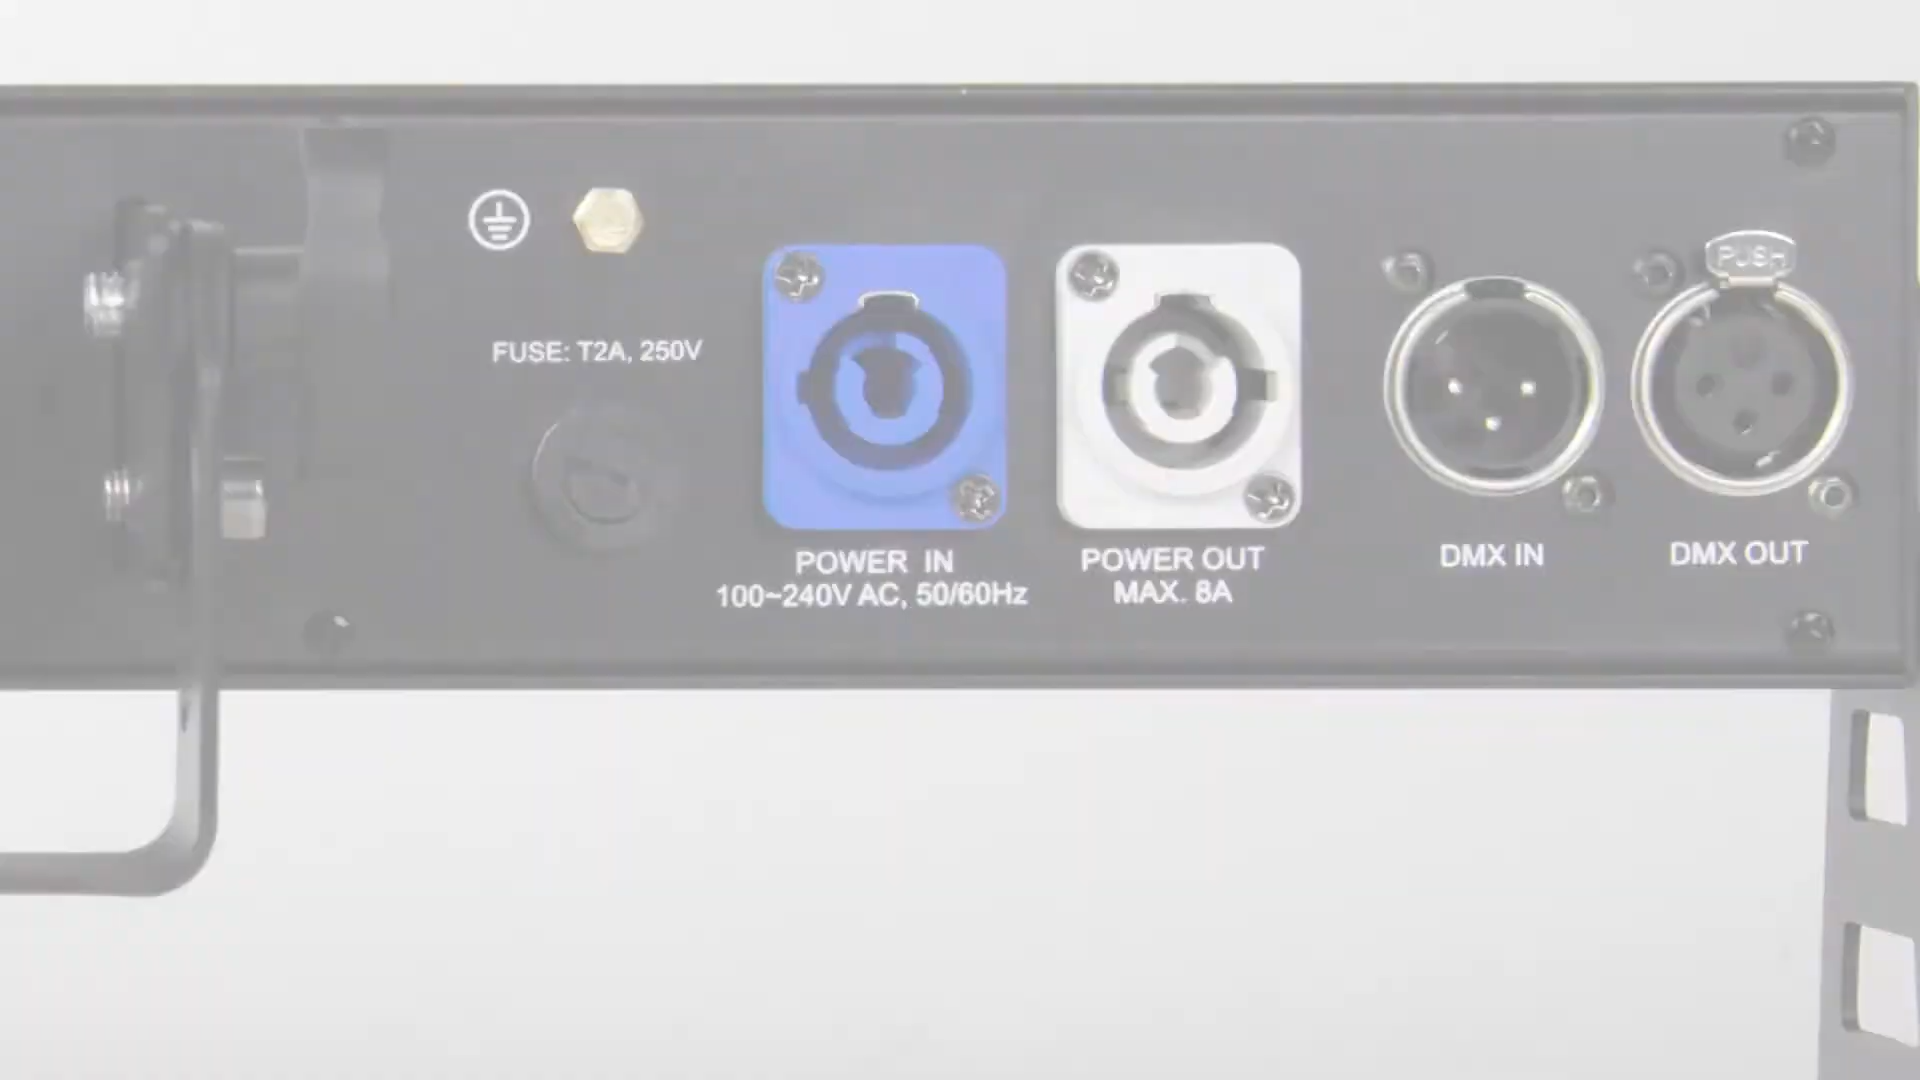 PUSH
FUSE: T2A, 250V
POWER IN
100~240V AC, 50/60Hz
POWER OUT
MAX. 8A
DMX IN
DMX OUT